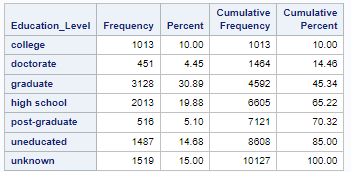 Education_Level Frequency Percent Cumulative Frequency Cumulative Percent
college 1013 10.00 1013 10.00
doctorate 451 4.45 1464 14.46
graduate 3128 30.89 4592 45.34
high school 2013 19.88 6605 65.22
post-graduate 516 5.10 7121 70.32
uneducated 1487 14.68 8608 85.00
unknown 1519 15.00 10127 100.00